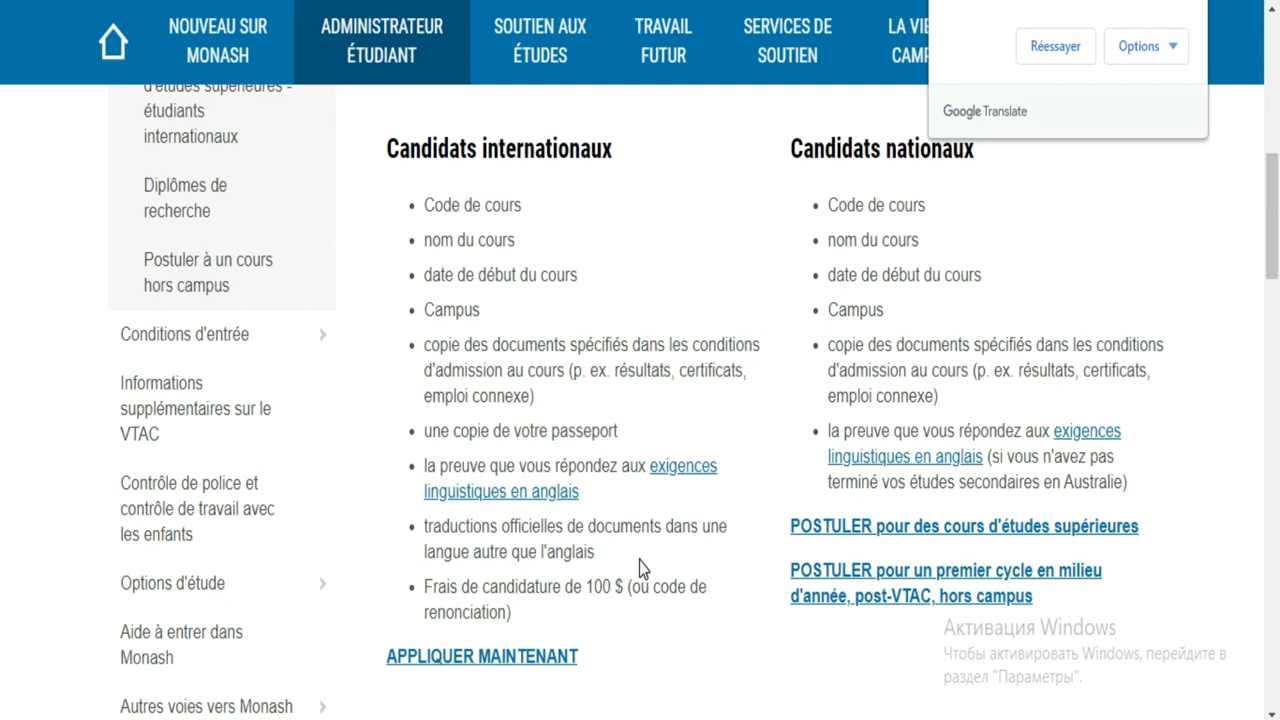 NOUVEAU SUR
MONASH
ADMINISTRATEUR
ÉTUDIANT
SOUTIEN AUX
ÉTUDES
TRAVAIL
FUTUR
SERVICES DE
SOUTIEN
LA VIE
CAMP
Réessayer
Options
Google Translate
d'études supérieures -
étudiants
internationaux
Diplômes de
recherche
Postuler à un cours
hors campus
Conditions d'entrée
Informations
supplémentaires sur le
VTAC
Contrôle de police et
contrôle de travail avec
les enfants
Options d'étude
Aide à entrer dans
Monash
Autres voies vers Monash
Candidats internationaux
Code de cours
nom du cours
date de début du cours
Campus
copie des documents spécifiés dans les conditions
d'admission au cours (p. ex. résultats, certificats,
emploi connexe)
une copie de votre passeport
la preuve que vous répondez aux exigences
linguistiques en anglais
traductions officielles de documents dans une
langue autre que l'anglais
Frais de candidature de 100 $ (ou code de
renonciation)
APPLIQUER MAINTENANT
Candidats nationaux
Code de cours
nom du cours
date de début du cours
Campus
copie des documents spécifiés dans les conditions
d'admission au cours (p. ex. résultats, certificats,
emploi connexe)
la preuve que vous répondez aux exigences
linguistiques en anglais (si vous n'avez pas
terminé vos études secondaires en Australie)
POSTULER pour des cours d'études supérieures
POSTULER pour un premier cycle en milieu
d'année, post-VTAC, hors campus
Активация Windows
Чтобы активировать Windows, перейдите в
раздел "Параметры".